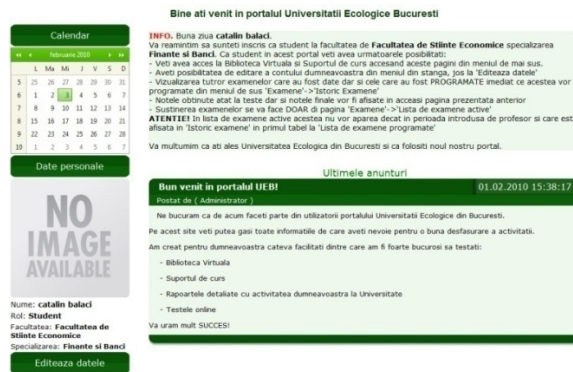 Bine ati venit in portalul Universitatii Ecologice Bucuresti
Calendar
februarie 2010
L Ma Mi J V S D
5 25 26 27 28 29 30 31
6 1 2 3 4 5 6 7
7 8 9 10 11 12 13 14
8 15 16 17 18 19 20 21
9 22 23 24 25 26 27 28
10 1 2 3 4 5 6 7
Date personale
NO
IMAGE
AVAILABLE
Nume: catalin balaci
Rol: Student
Facultatea: Facultatea de
Stiinte Economice
Specializarea: Finante si Banci
Editeaza datele
INFO. Buna ziua catalin balaci.
Va reamintim sa sunteti inscris ca student la facultatea de Facultatea de Stiinte Economice specializarea
Finante si Banci. Ca student in acest portal veti avea urmatoarele posibilitati:
- Veti avea acces la Biblioteca Virtuala si Suportul de curs accesand aceste pagini din meniul de mai sus.
- Aveti posibilitatea de editare a contului dumneavoastra din meniul din stanga, jos la 'Editeaza datele'
- Vizualizarea tutror examenelor care au fost date dar si cele care au fost PROGRAMATE imediat ce acestea vor fi
programate din meniul de sus 'Examene'->'Istoric Examene'
- Notele obtinute atat la teste dar si notele finale vor fi afisate in acceasi pagina prezentata anterior
- Sustinerea examenelor se va face DOAR di pagina 'Examene'->'Lista de examene active'
ATENTIE! In lista de examene active acestea nu vor aparea decat in perioada introdusa de profesor si care este
afisata in 'Istoric examene' in primul tabel la 'Lista de examene programate'
Va multumim ca ati ales Universitatea Ecologica din Bucuresti si ca folositi noul nostru portal.
Ultimele anunturi
Bun venit in portalul UEB! 01.02.2010 15:38:17
Postat de ( Administrator )
Ne bucuram ca de acum faceti parte din utilizatorii portalului Universitatii Ecologice din Bucuresti.
Pe acest site veti putea gasi toate informatiile de care aveti nevoie pentru o buna desfasurare a activitatii.
Am creat pentru dumneavoastra cateva facilitati dintre care am fi foarte bucurosi sa testati:
- Biblioteca Virtuala
- Suportul de curs
- Rapoartele detaliate cu activitatea dumneavoastra la Universitate
- Testele online
Va uram mult SUCCES!